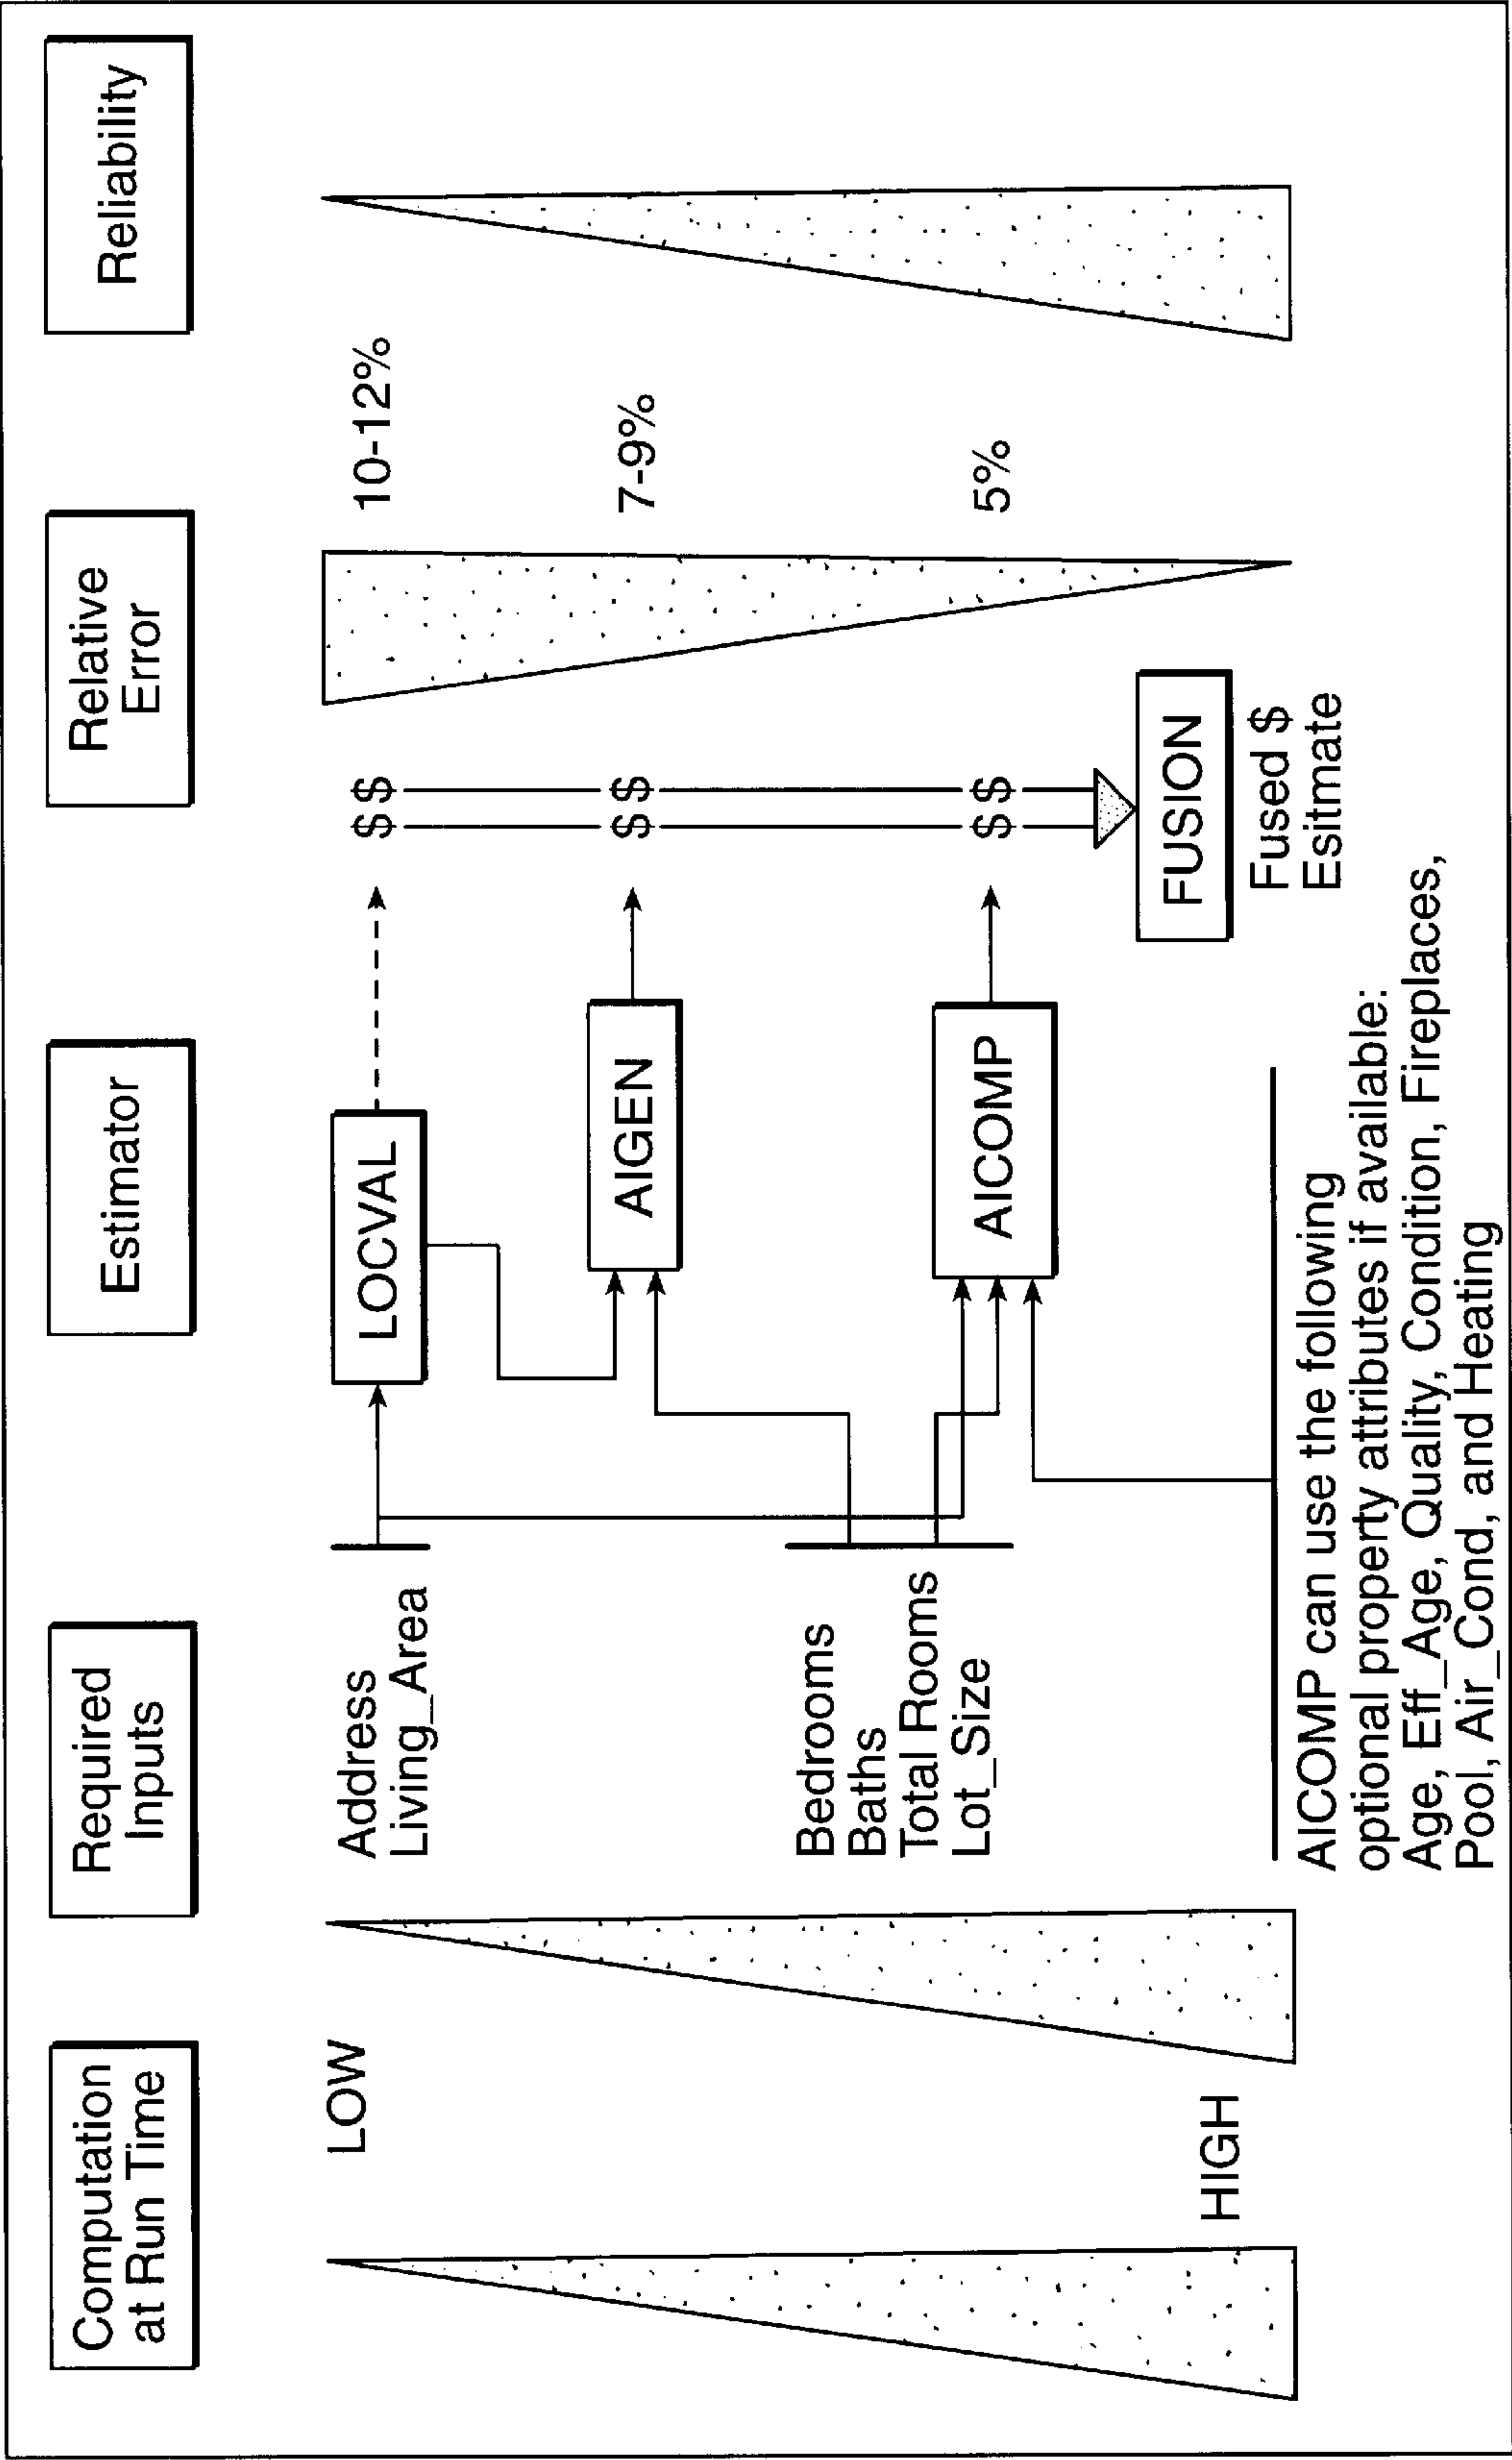 Computation
at Run Time
Required
Inputs
Estimator
Relative
Error
Reliability
LOW
HIGH
Address
Living_Area
Bedrooms
Baths
Total Rooms
Lot_Size
LOCVAL
AIGEN
AICOMP
$ $
$ $
$ $
FUSION
Fused $
Esitmate
10-12%
7-9%
5%
AICOMP can use the following
optional property attributes if available:
Age, Eff_Age, Quality, Condition, Fireplaces,
Pool, Air_Cond, and Heating